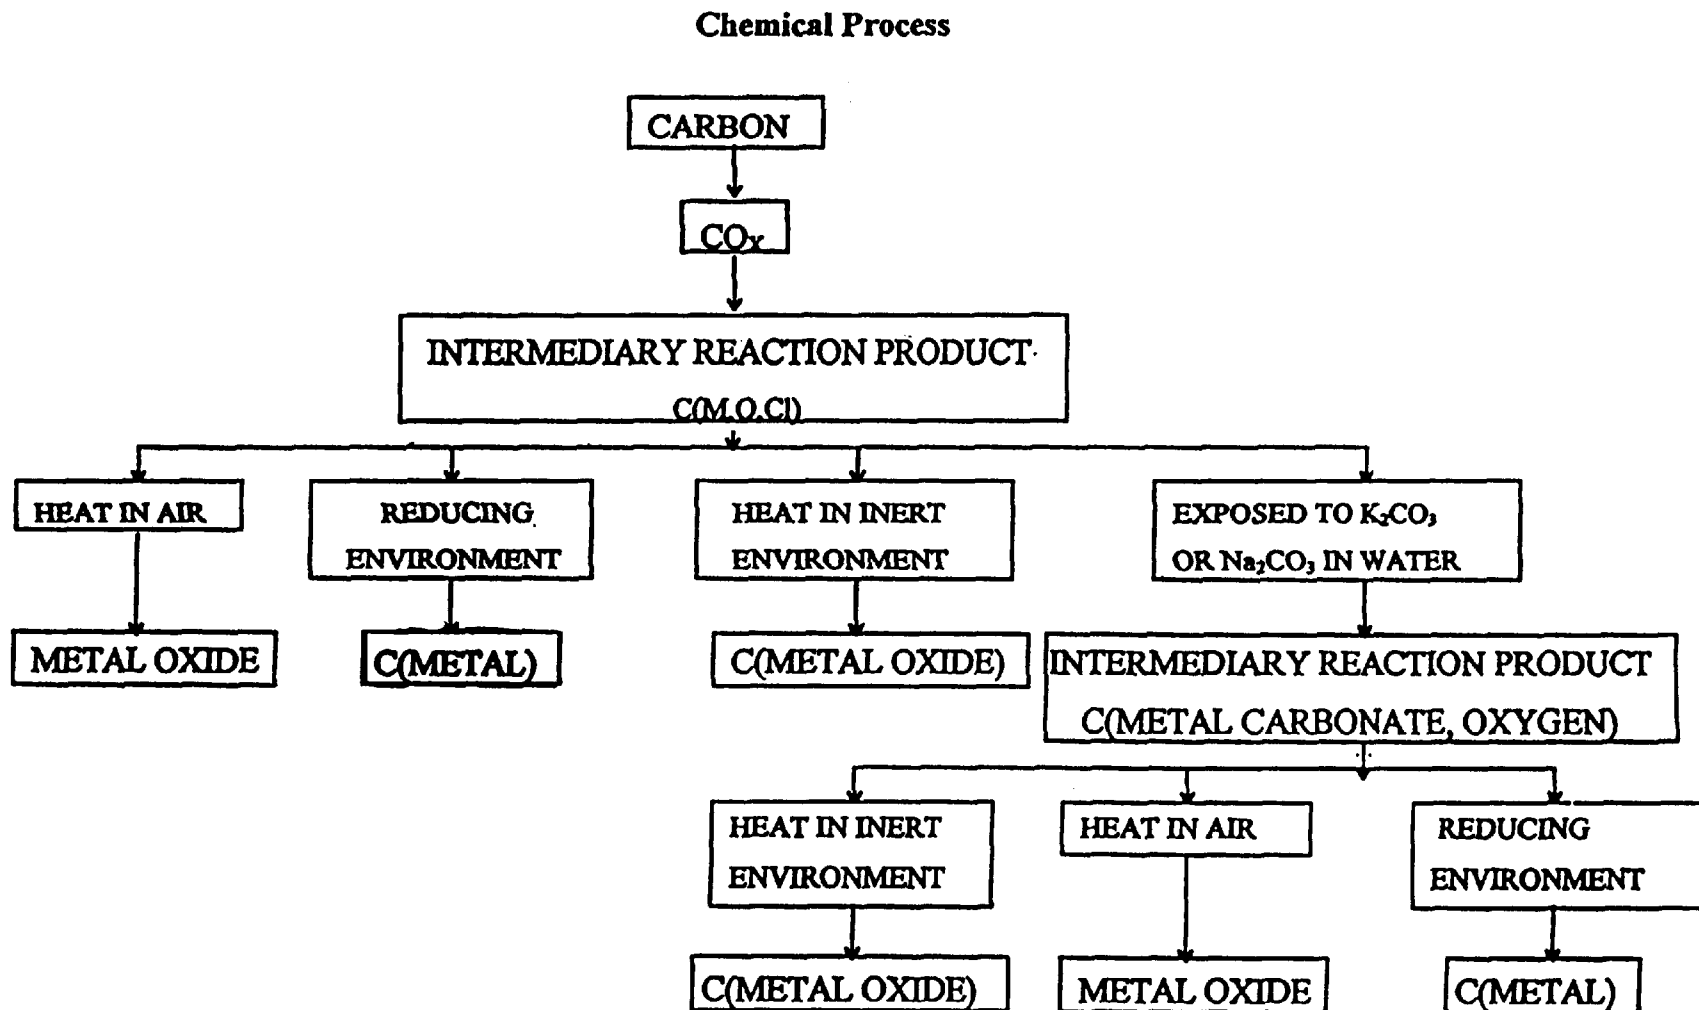 Chemical Process
CARBON
COx
INTERMEDIARY REACTION PRODUCT
C(M,O,Cl)
HEAT IN AIR
REDUCING
ENVIRONMENT
HEAT IN INERT
ENVIRONMENT
EXPOSED TO K₂CO₃
OR Na₂CO₃ IN WATER
METAL OXIDE
C(METAL)
C(METAL OXIDE)
INTERMEDIARY REACTION PRODUCT
C(METAL CARBONATE, OXYGEN)
HEAT IN INERT
ENVIRONMENT
HEAT IN AIR
REDUCING
ENVIRONMENT
C(METAL OXIDE)
METAL OXIDE
C(METAL)